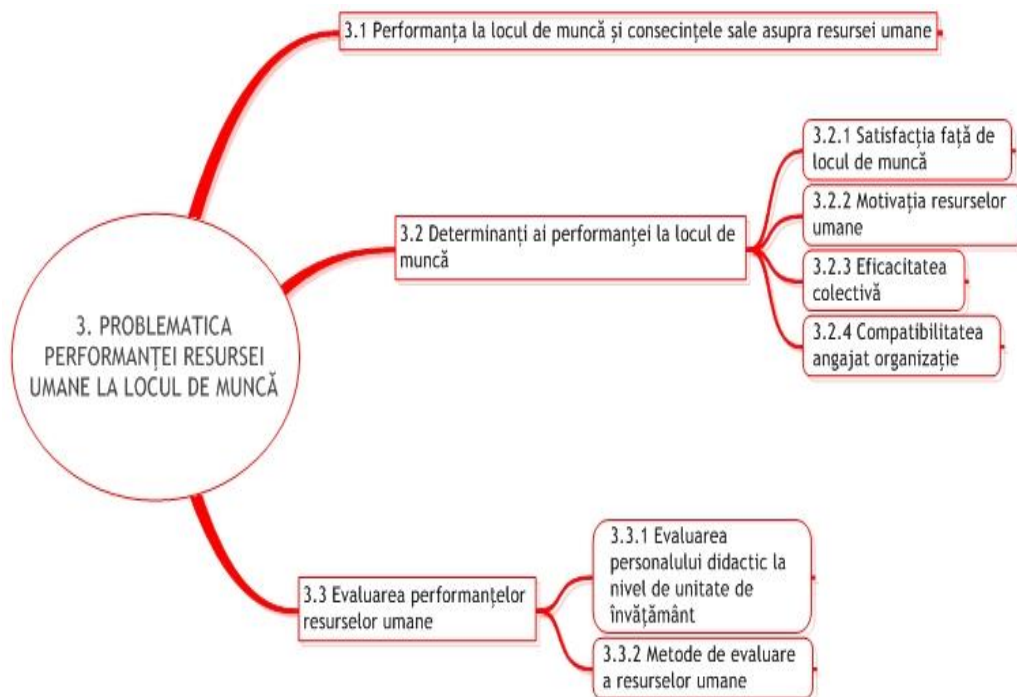 3. PROBLEMATICA
PERFORMANȚEI RESURSEI
UMANE LA LOCUL DE MUNCĂ
3.1 Performanța la locul de muncă și consecințele sale asupra resursei umane
3.2 Determinanți ai performanței la locul de
muncă
3.2.1 Satisfacția față de
locul de muncă
3.2.2 Motivația resurselor
umane
3.2.3 Eficacitatea
colectivă
3.2.4 Compatibilitatea
angajat organizație
3.3 Evaluarea performanțelor
resurselor umane
3.3.1 Evaluarea
personalului didactic la
nivel de unitate de
învățământ
3.3.2 Metode de evaluare
a resurselor umane